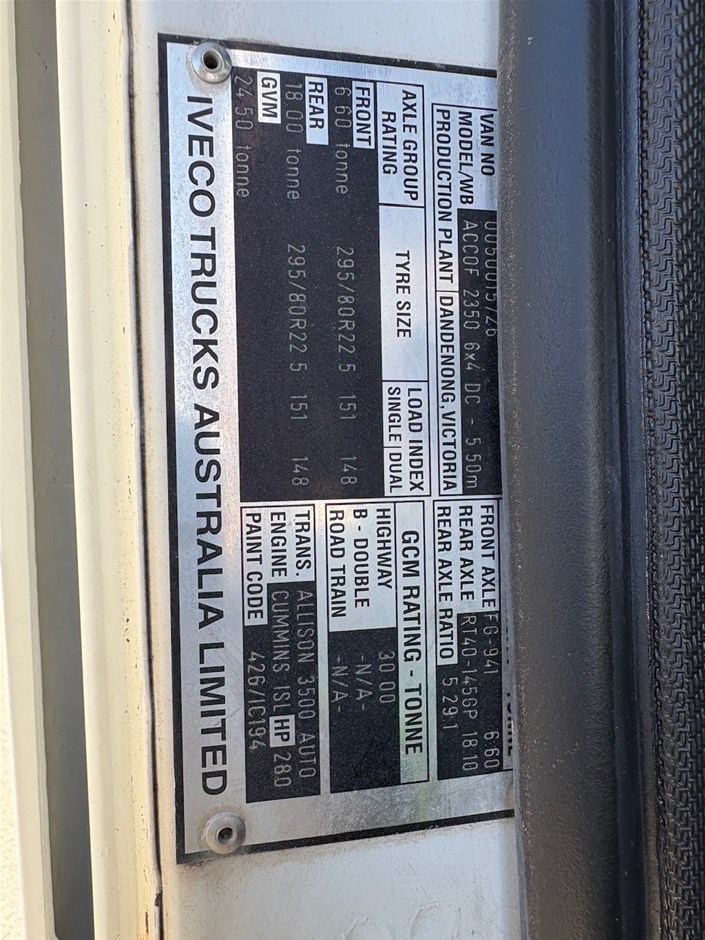 VAN NO
MODEL/WB ACCOF 2350 6x4 DC - 5 50m
PRODUCTION PLANT DANDENONG, VICTORIA
AXLE GROUP RATING TYRE SIZE LOAD INDEX SINGLE DUAL
FRONT
6 60 tonne 295/80R22 5 151 148
REAR
18 00 tonne 295/80R22 5 151 148
GVM
24 50 tonne
FRONT AXLE FG-941 6.60
REAR AXLE RT40-145GP 18.10
REAR AXLE RATIO 5 29 1
GCM RATING - TONNE
HIGHWAY 30 00
B - DOUBLE -N/A-
ROAD TRAIN -N/A-
TRANS. ALLISON 3500 AUTO
ENGINE CUMMINS ISL HP 280
PAINT CODE 426/IC194
IVECO TRUCKS AUSTRALIA LIMITED